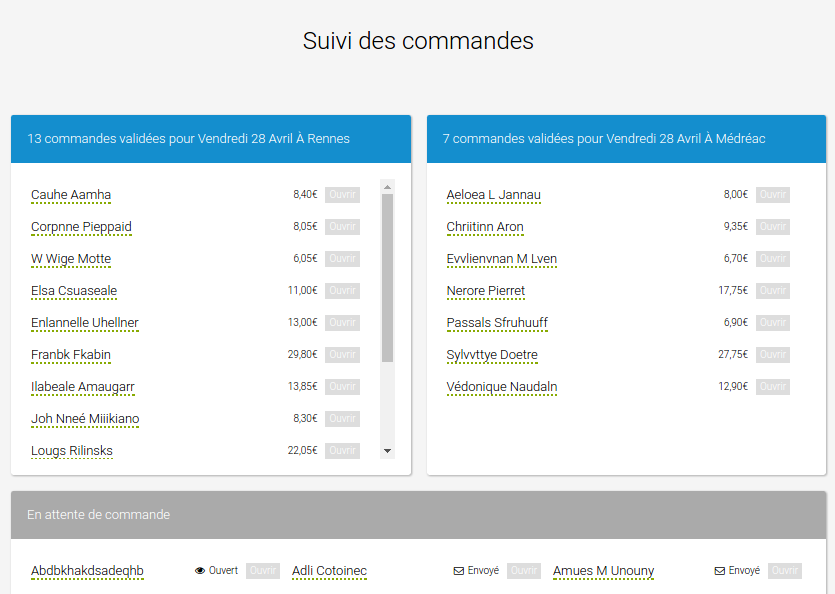 Suivi des commandes
13 commandes validées pour Vendredi 28 Avril À Rennes
Cauhe Aamha 8,40€ Ouvrir
Corpnne Pieppaid 8,05€ Ouvrir
W Wige Motte 6,05€ Ouvrir
Elsa Csuaseale 11,00€ Ouvrir
Enlannelle Uhellner 13,00€ Ouvrir
Franbk Fkabin 29,80€ Ouvrir
Ilabeale Amaugarr 13,85€ Ouvrir
Joh Nneé Miiikiano 8,30€ Ouvrir
Lougs Rilinsks 22,05€ Ouvrir
7 commandes validées pour Vendredi 28 Avril À Médréac
Aeloea L Jannau 8,00€ Ouvrir
Chriitinn Aron 9,35€ Ouvrir
Evvlienvnan M Lven 6,70€ Ouvrir
Nerore Pierret 17,75€ Ouvrir
Passals Sfruhuuff 6,90€ Ouvrir
Sylvvttye Doetre 27,75€ Ouvrir
Védonique Naudaln 12,90€ Ouvrir
En attente de commande
Abdbkhakdsadeqhb Ouvert Ouvrir Adli Cotoinec Envoyé Ouvrir Amues M Unouny Envoyé Ouvrir